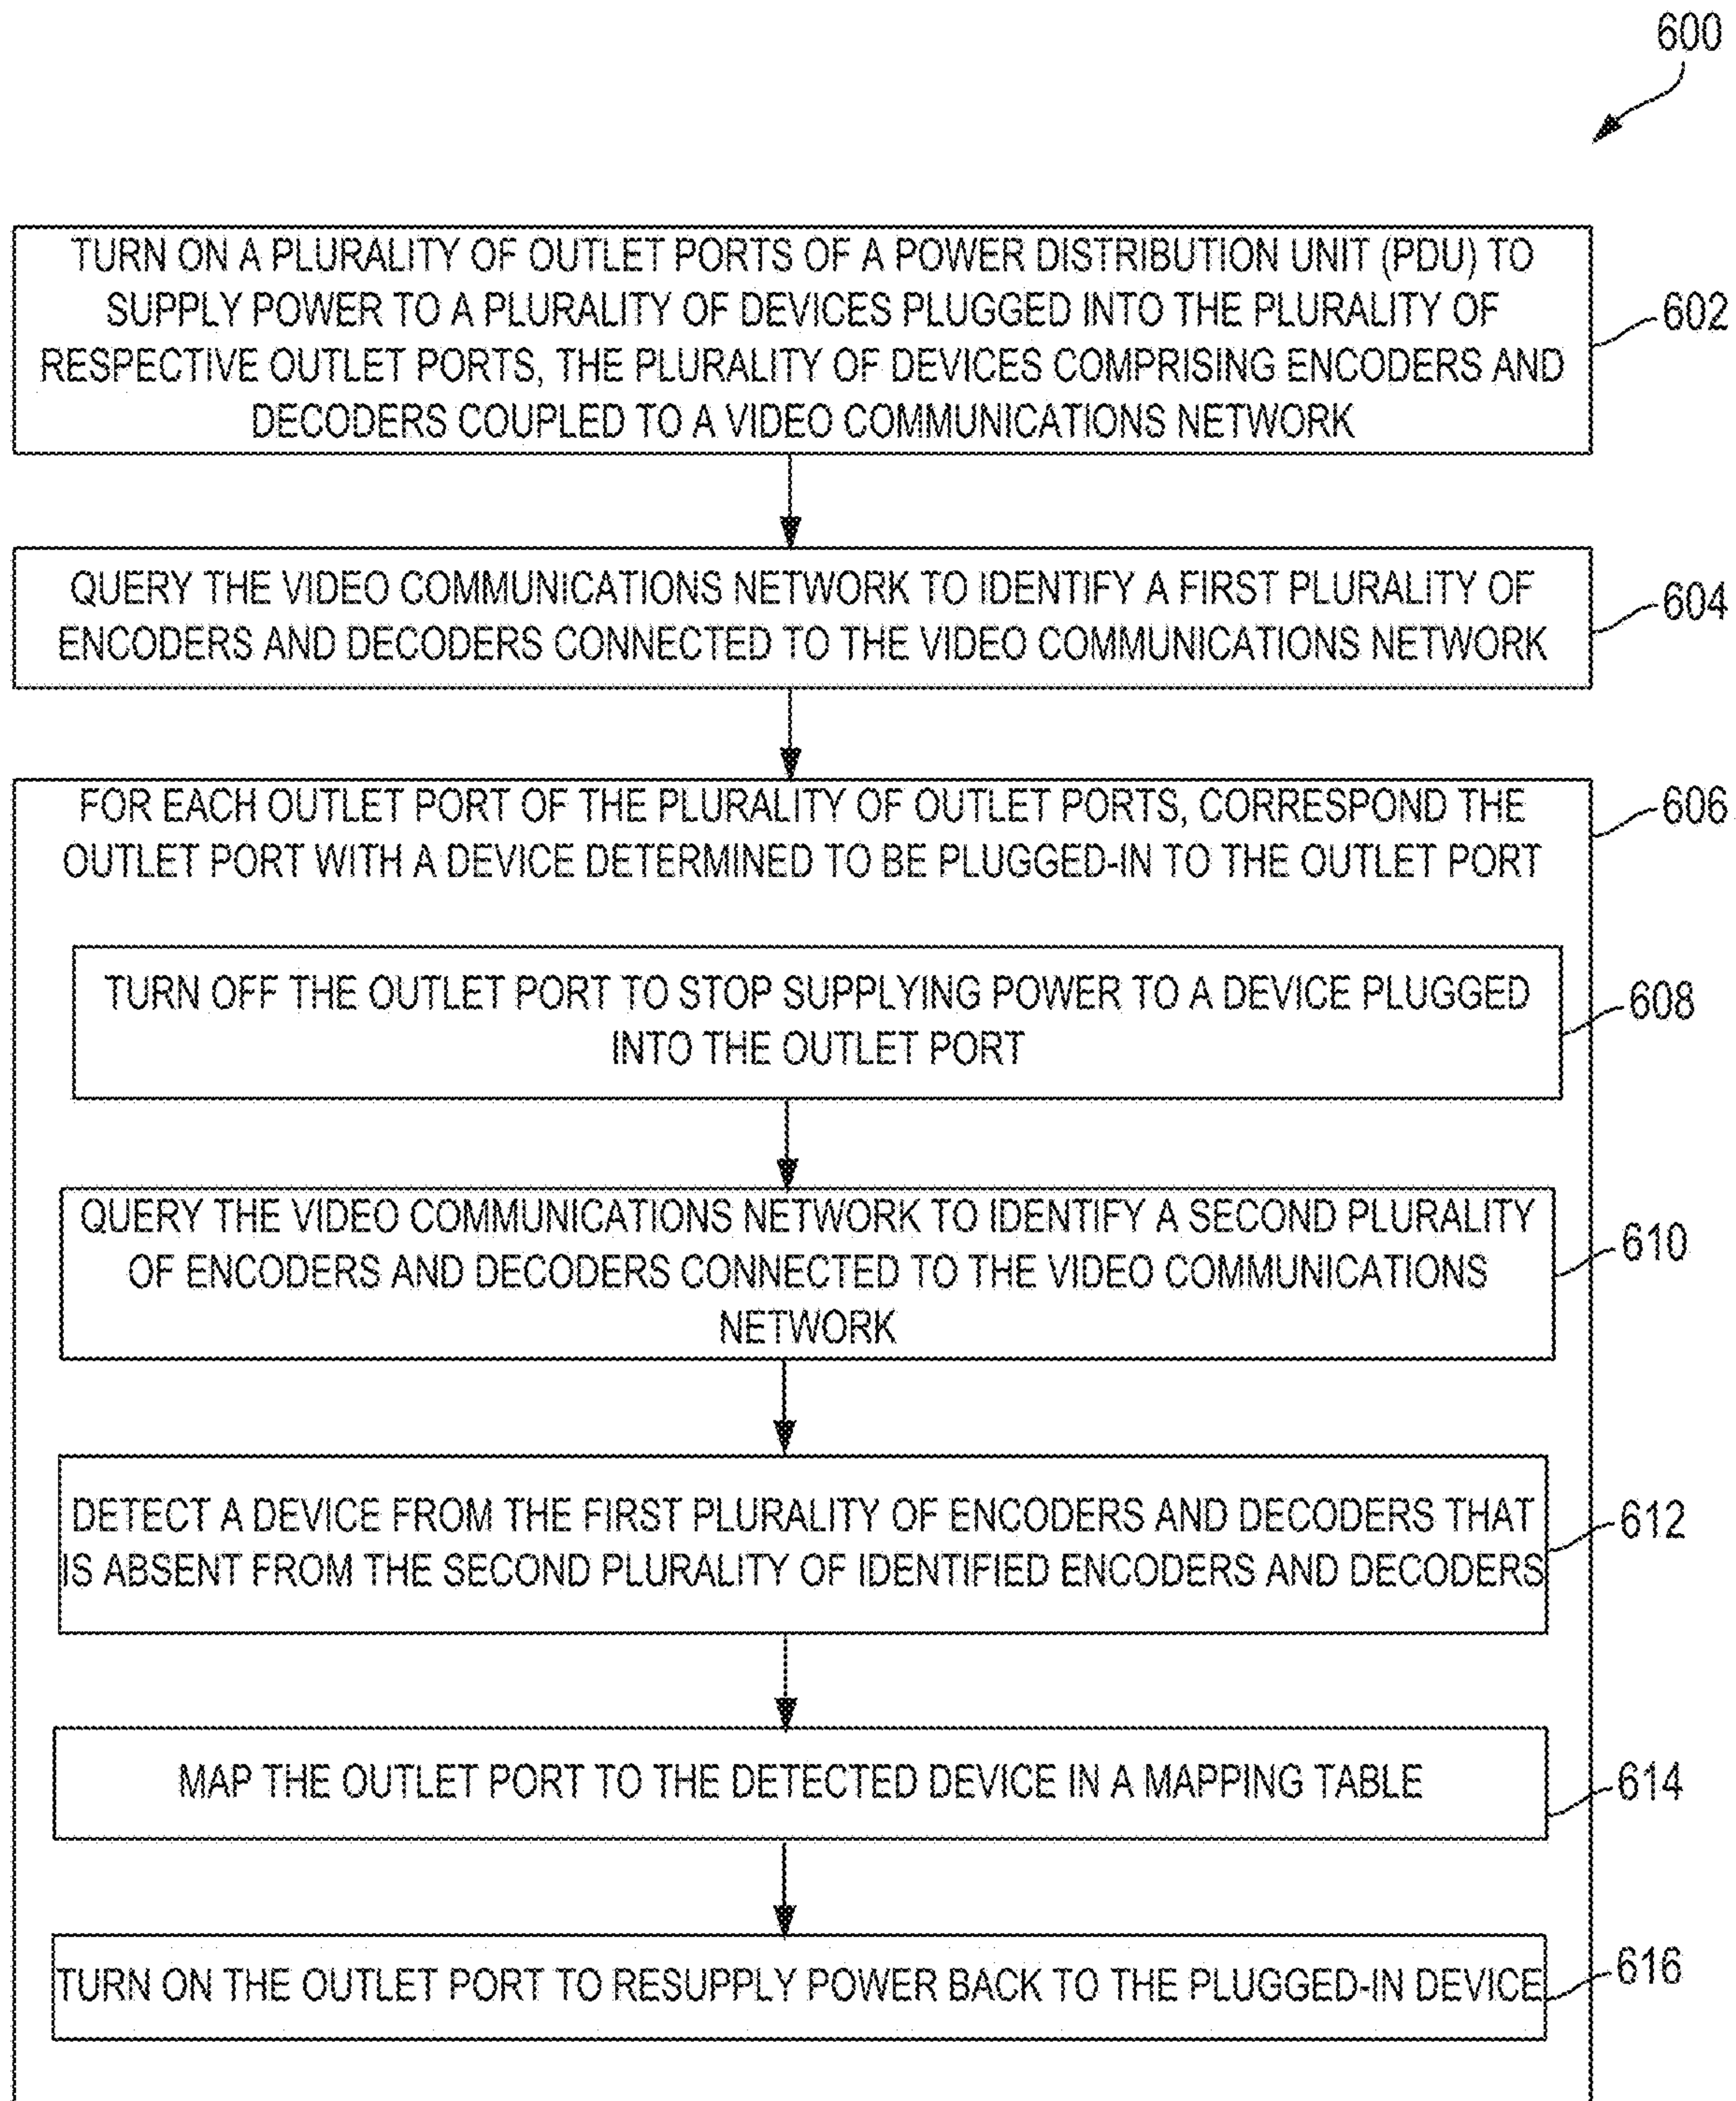 600
TURN ON A PLURALITY OF OUTLET PORTS OF A POWER DISTRIBUTION UNIT (PDU) TO
SUPPLY POWER TO A PLURALITY OF DEVICES PLUGGED INTO THE PLURALITY OF
RESPECTIVE OUTLET PORTS, THE PLURALITY OF DEVICES COMPRISING ENCODERS AND
DECODERS COUPLED TO A VIDEO COMMUNICATIONS NETWORK
602
QUERY THE VIDEO COMMUNICATIONS NETWORK TO IDENTIFY A FIRST PLURALITY OF
ENCODERS AND DECODERS CONNECTED TO THE VIDEO COMMUNICATIONS NETWORK
604
FOR EACH OUTLET PORT OF THE PLURALITY OF OUTLET PORTS, CORRESPOND THE
OUTLET PORT WITH A DEVICE DETERMINED TO BE PLUGGED-IN TO THE OUTLET PORT
606
TURN OFF THE OUTLET PORT TO STOP SUPPLYING POWER TO A DEVICE PLUGGED
INTO THE OUTLET PORT
608
QUERY THE VIDEO COMMUNICATIONS NETWORK TO IDENTIFY A SECOND PLURALITY
OF ENCODERS AND DECODERS CONNECTED TO THE VIDEO COMMUNICATIONS
NETWORK
610
DETECT A DEVICE FROM THE FIRST PLURALITY OF ENCODERS AND DECODERS THAT
IS ABSENT FROM THE SECOND PLURALITY OF IDENTIFIED ENCODERS AND DECODERS
612
MAP THE OUTLET PORT TO THE DETECTED DEVICE IN A MAPPING TABLE
614
TURN ON THE OUTLET PORT TO RESUPPLY POWER BACK TO THE PLUGGED-IN DEVICE
616